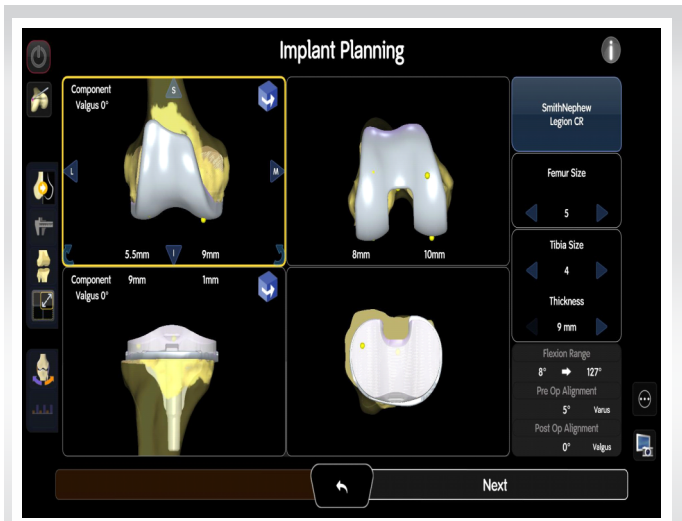 Implant Planning
i
Component
Valgus 0°
S
L
M
5.5mm
I
9mm
8mm
10mm
Component
Valgus 0°
9mm
1mm
SmithNephew
Legion CR
Femur Size
5
Tibia Size
4
Thickness
9 mm
Flexion Range
8° ➡ 127°
Pre Op Alignment
5° Varus
Post Op Alignment
0° Valgus
Next